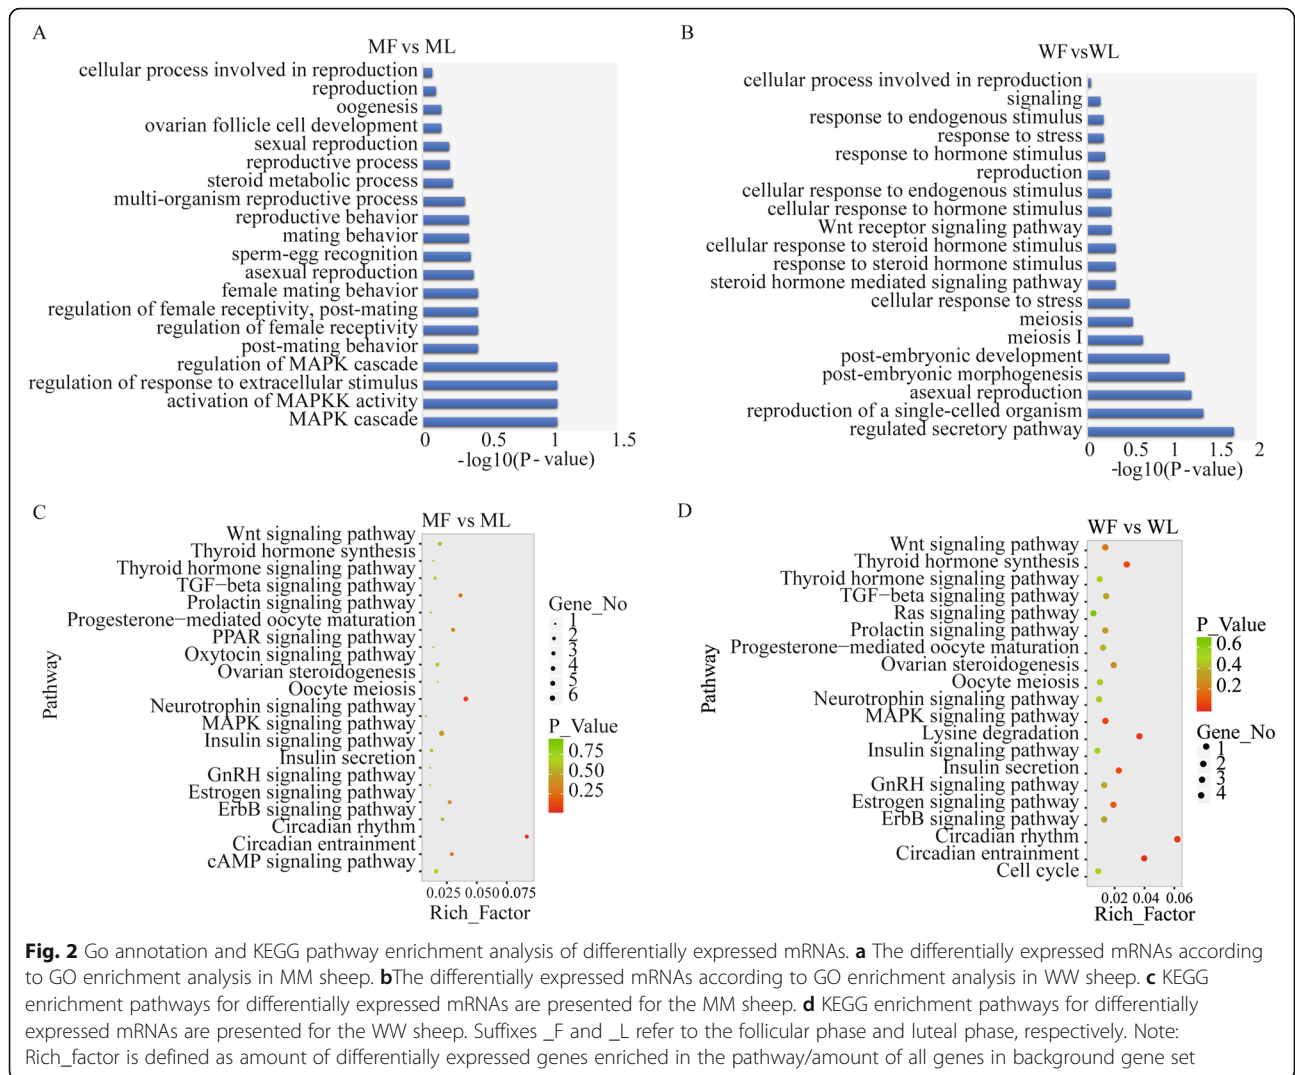 A
MF vs ML
cellular process involved in reproduction
reproduction
oogenesis
ovarian follicle cell development
sexual reproduction
reproductive process
steroid metabolic process
multi-organism reproductive process
reproductive behavior
mating behavior
sperm-egg recognition
asexual reproduction
female mating behavior
regulation of female receptivity, post-mating
regulation of female receptivity
post-mating behavior
regulation of MAPK cascade
regulation of response to extracellular stimulus
activation of MAPKK activity
MAPK cascade
0 0.5 1 1.5
-log10(P-value)
B
WF vsWL
cellular process involved in reproduction
signaling
response to endogenous stimulus
response to stress
response to hormone stimulus
reproduction
cellular response to endogenous stimulus
cellular response to hormone stimulus
Wnt receptor signaling pathway
cellular response to steroid hormone stimulus
response to steroid hormone stimulus
steroid hormone mediated signaling pathway
cellular response to stress
meiosis
meiosis I
post-embryonic development
post-embryonic morphogenesis
asexual reproduction
reproduction of a single-celled organism
regulated secretory pathway
0 0.5 1 1.5 2
-log10(P-value)
C
MF vs ML
Pathway
Wnt signaling pathway
Thyroid hormone synthesis
Thyroid hormone signaling pathway
TGF−beta signaling pathway
Prolactin signaling pathway
Progesterone−mediated oocyte maturation
PPAR signaling pathway
Oxytocin signaling pathway
Ovarian steroidogenesis
Oocyte meiosis
Neurotrophin signaling pathway
MAPK signaling pathway
Insulin signaling pathway
Insulin secretion
GnRH signaling pathway
Estrogen signaling pathway
ErbB signaling pathway
Circadian rhythm
Circadian entrainment
cAMP signaling pathway
0.025 0.050 0.075
Rich_Factor
Gene_No
1
2
3
4
5
6
P_Value
0.75
0.50
0.25
D
WF vs WL
Pathway
Wnt signaling pathway
Thyroid hormone synthesis
Thyroid hormone signaling pathway
TGF−beta signaling pathway
Ras signaling pathway
Prolactin signaling pathway
Progesterone−mediated oocyte maturation
Ovarian steroidogenesis
Oocyte meiosis
Neurotrophin signaling pathway
MAPK signaling pathway
Lysine degradation
Insulin signaling pathway
Insulin secretion
GnRH signaling pathway
Estrogen signaling pathway
ErbB signaling pathway
Circadian rhythm
Circadian entrainment
Cell cycle
0.02 0.04 0.06
Rich_Factor
P_Value
0.6
0.4
0.2
Gene_No
1
2
3
4
Fig. 2 Go annotation and KEGG pathway enrichment analysis of differentially expressed mRNAs. a The differentially expressed mRNAs according
to GO enrichment analysis in MM sheep. bThe differentially expressed mRNAs according to GO enrichment analysis in WW sheep. c KEGG
enrichment pathways for differentially expressed mRNAs are presented for the MM sheep. d KEGG enrichment pathways for differentially
expressed mRNAs are presented for the WW sheep. Suffixes _F and _L refer to the follicular phase and luteal phase, respectively. Note:
Rich_factor is defined as amount of differentially expressed genes enriched in the pathway/amount of all genes in background gene set